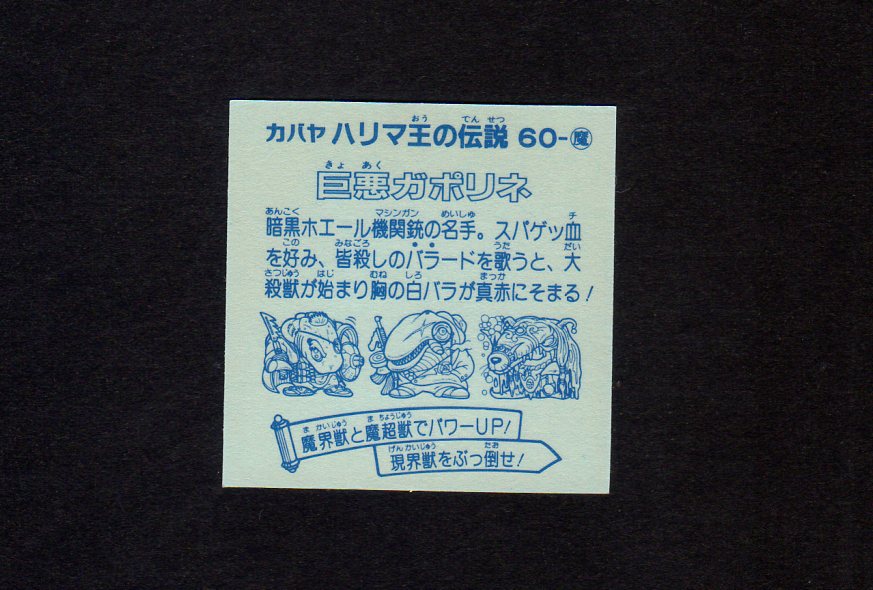 カバヤ ハリマ王の伝説 60-魔
巨悪ガポリネ
暗黒ホエール機関銃の名手。スパゲッ血
を好み、皆殺しのバラードを歌うと、大
殺獣が始まり胸の白バラが真赤にそまる!
魔界獣と魔超獣でパワーUP!
現界獣をぶっ倒せ!